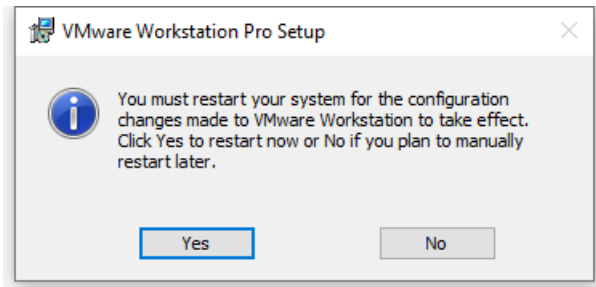 VMware Workstation Pro Setup
You must restart your system for the configuration
changes made to VMware Workstation to take effect.
Click Yes to restart now or No if you plan to manually
restart later.
Yes
No